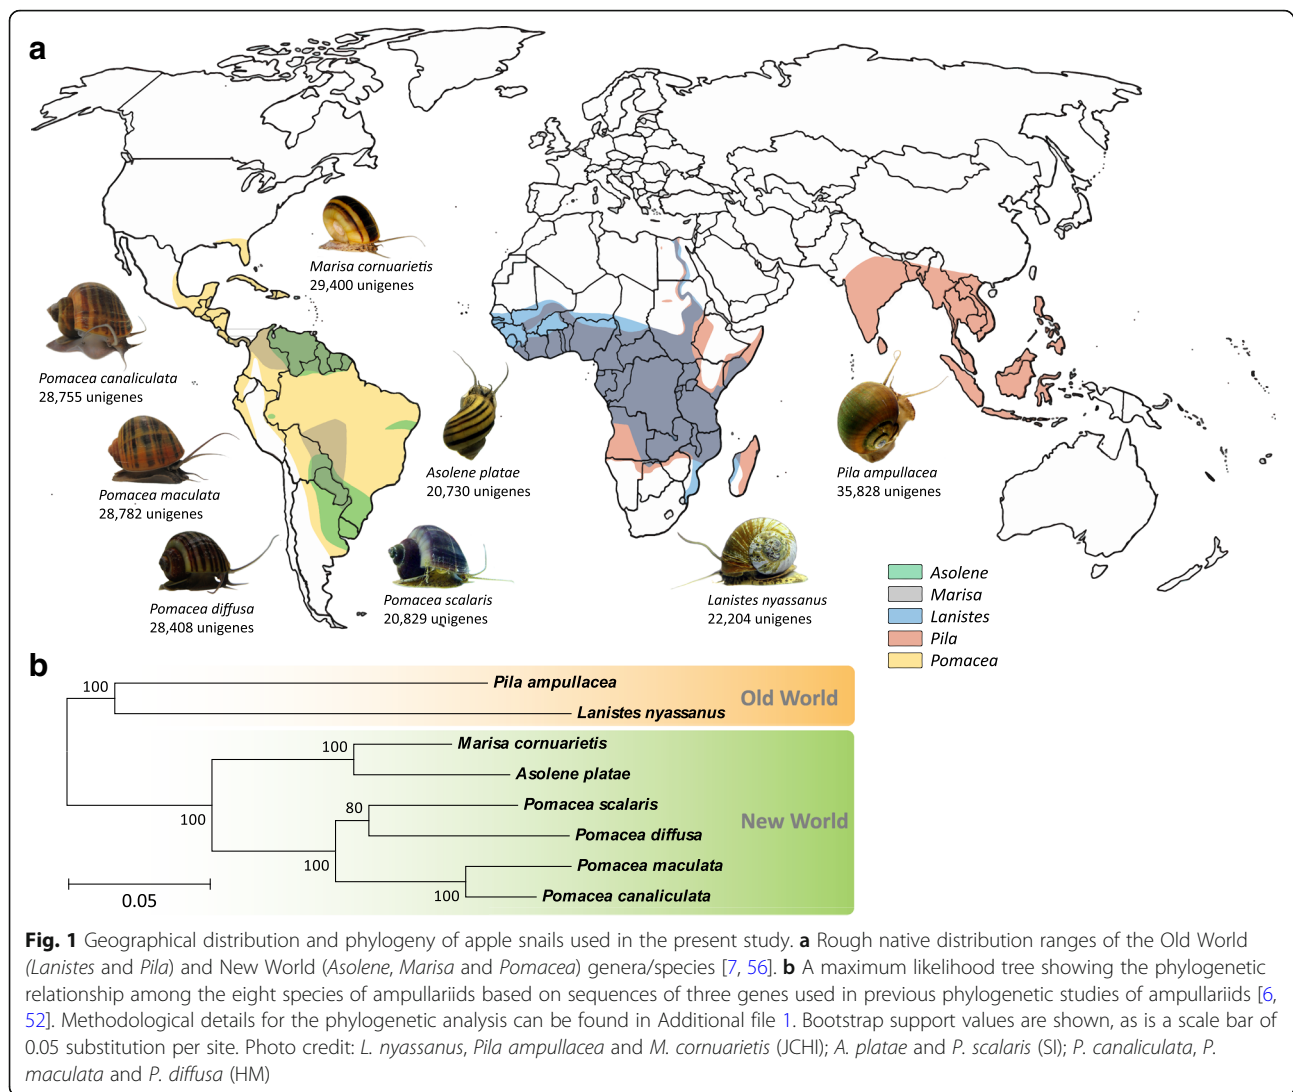 a
Marisa cornuarietis
29,400 unigenes
Pomacea canaliculata
28,755 unigenes
Pomacea maculata
28,782 unigenes
Pomacea diffusa
28,408 unigenes
Asolene platae
20,730 unigenes
Pomacea scalaris
20,829 unigenes
Pila ampullacea
35,828 unigenes
Lanistes nyassanus
22,204 unigenes
Asolene
Marisa
Lanistes
Pila
Pomacea
b
100
Pila ampullacea
Lanistes nyassanus
Old World
100
Marisa cornuarietis
Asolene platae
100
80
Pomacea scalaris
Pomacea diffusa
New World
100
Pomacea maculata
100
Pomacea canaliculata
0.05
Fig. 1 Geographical distribution and phylogeny of apple snails used in the present study. a Rough native distribution ranges of the Old World
(Lanistes and Pila) and New World (Asolene, Marisa and Pomacea) genera/species [7, 56]. b A maximum likelihood tree showing the phylogenetic
relationship among the eight species of ampullariids based on sequences of three genes used in previous phylogenetic studies of ampullariids [6,
52]. Methodological details for the phylogenetic analysis can be found in Additional file 1. Bootstrap support values are shown, as is a scale bar of
0.05 substitution per site. Photo credit: L. nyassanus, Pila ampullacea and M. cornuarietis (JCHI); A. platae and P. scalaris (SI); P. canaliculata, P.
maculata and P. diffusa (HM)